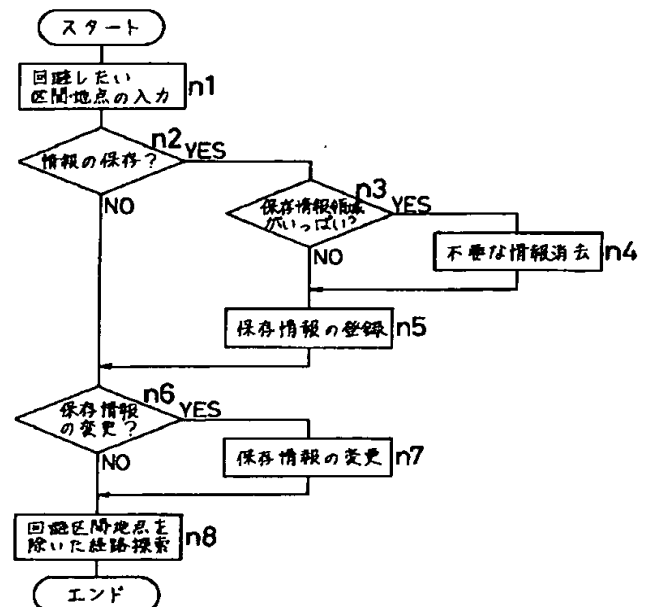 スタート
回避したい
区間地点の入力
n1
n2
情報の保存?
YES
NO
n3
保存情報領域
がいっぱい?
YES
NO
不要な情報消去
n4
保存情報の登録
n5
n6
保存情報
の変更?
YES
NO
保存情報の変更
n7
回避区間地点を
除いた経路探索
n8
エンド